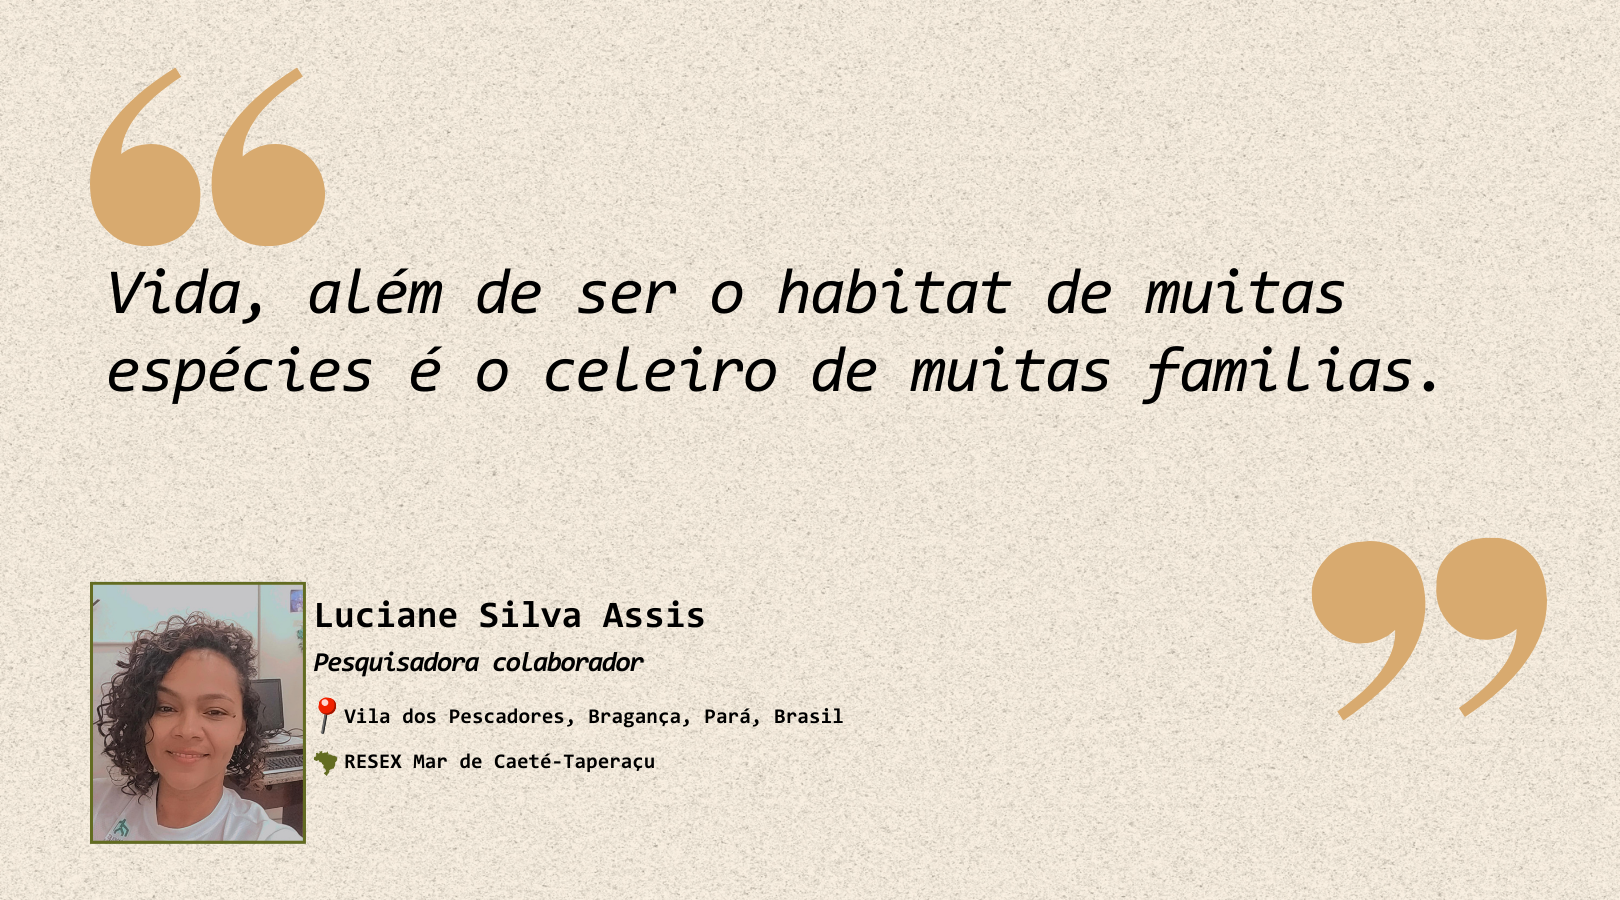 Vida, além de ser o habitat de muitas
espécies é o celeiro de muitas familias.
Luciane Silva Assis
Pesquisadora colaborador
Vila dos Pescadores, Bragança, Pará, Brasil
RESEX Mar de Caeté-Taperaçu